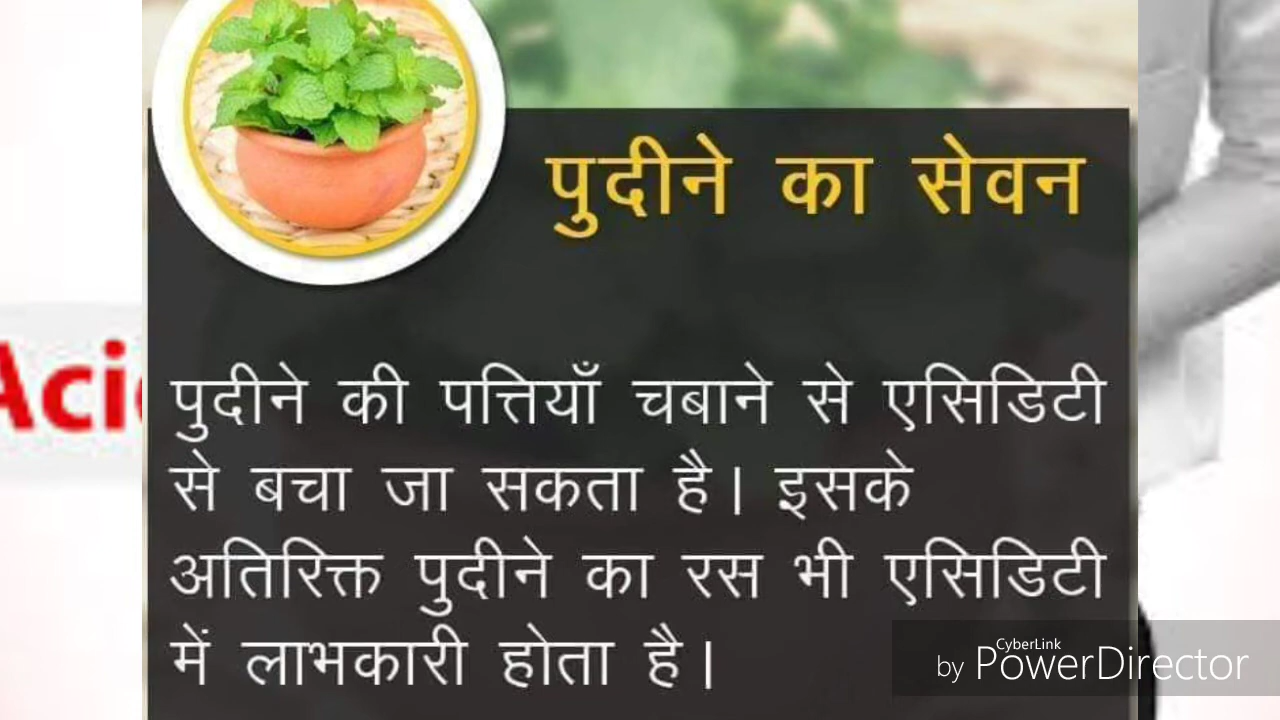 पुदीने का सेवन
Aci
पुदीने की पत्तियाँ चबाने से एसिडिटी
से बचा जा सकता है। इसके
अतिरिक्त पुदीने का रस भी एसिडिटी
में लाभकारी होता है।
CyberLink
by PowerDirector